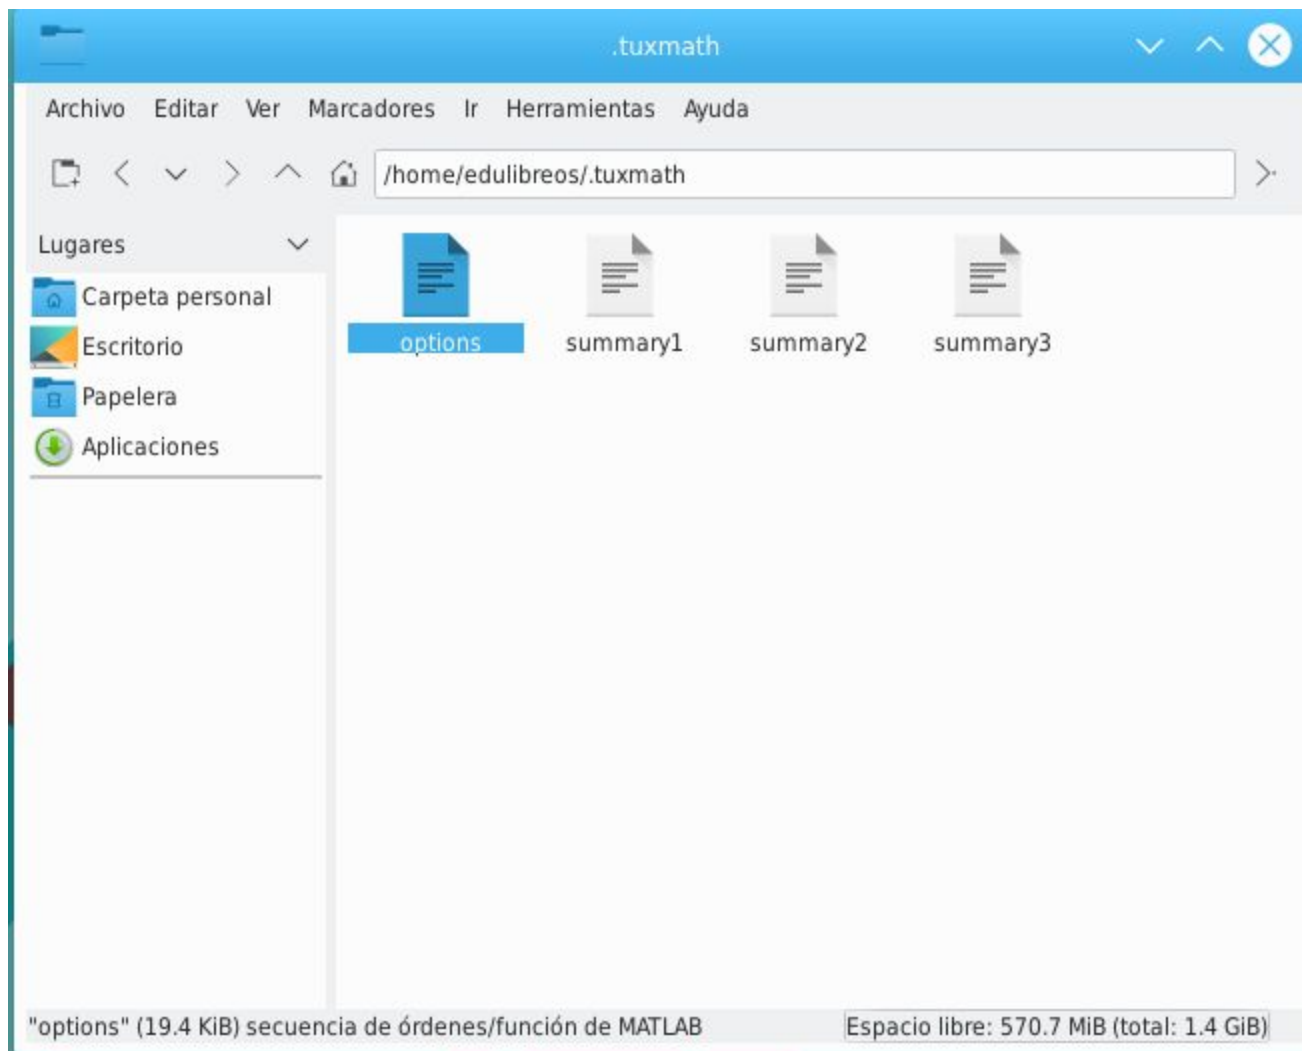 .tuxmath
Archivo Editar Ver Marcadores Ir Herramientas Ayuda
/home/edulibreos/.tuxmath
Lugares
Carpeta personal
Escritorio
Papelera
Aplicaciones
options summary1 summary2 summary3
"options" (19.4 KiB) secuencia de órdenes/función de MATLAB Espacio libre: 570.7 MiB (total: 1.4 GiB)